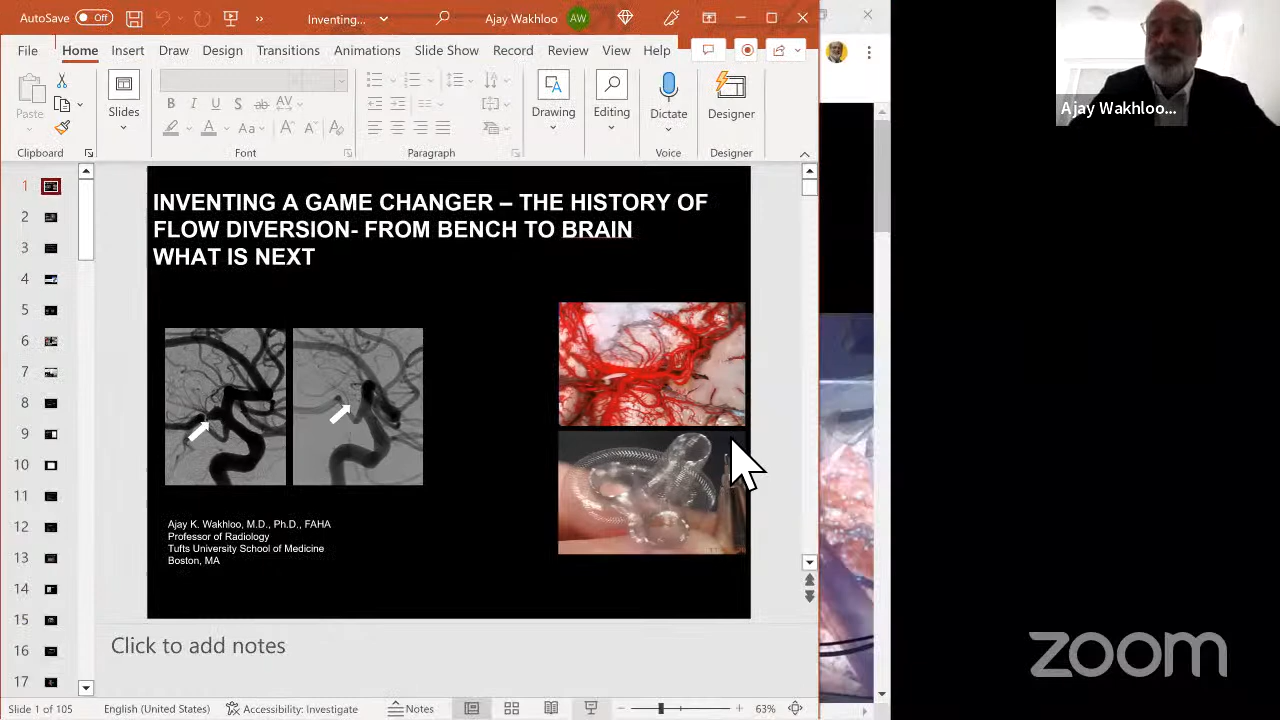 AutoSave
Off
Inventing...
Ajay Wakhloo
AW
File
Home
Insert
Draw
Design
Transitions
Animations
Slide Show
Record
Review
View
Help
Paste
Slides
Drawing
Editing
Dictate
Designer
Clipboard
Font
Paragraph
Voice
Designer
1
2
3
4
5
6
7
8
9
10
11
12
13
14
15
16
17
INVENTING A GAME CHANGER – THE HISTORY OF
FLOW DIVERSION- FROM BENCH TO BRAIN
WHAT IS NEXT
Ajay K. Wakhloo, M.D., Ph.D., FAHA
Professor of Radiology
Tufts University School of Medicine
Boston, MA
Click to add notes
Slide 1 of 105
English (United States)
Accessibility: Investigate
Notes
63%
Ajay Wakhloo...
zoom